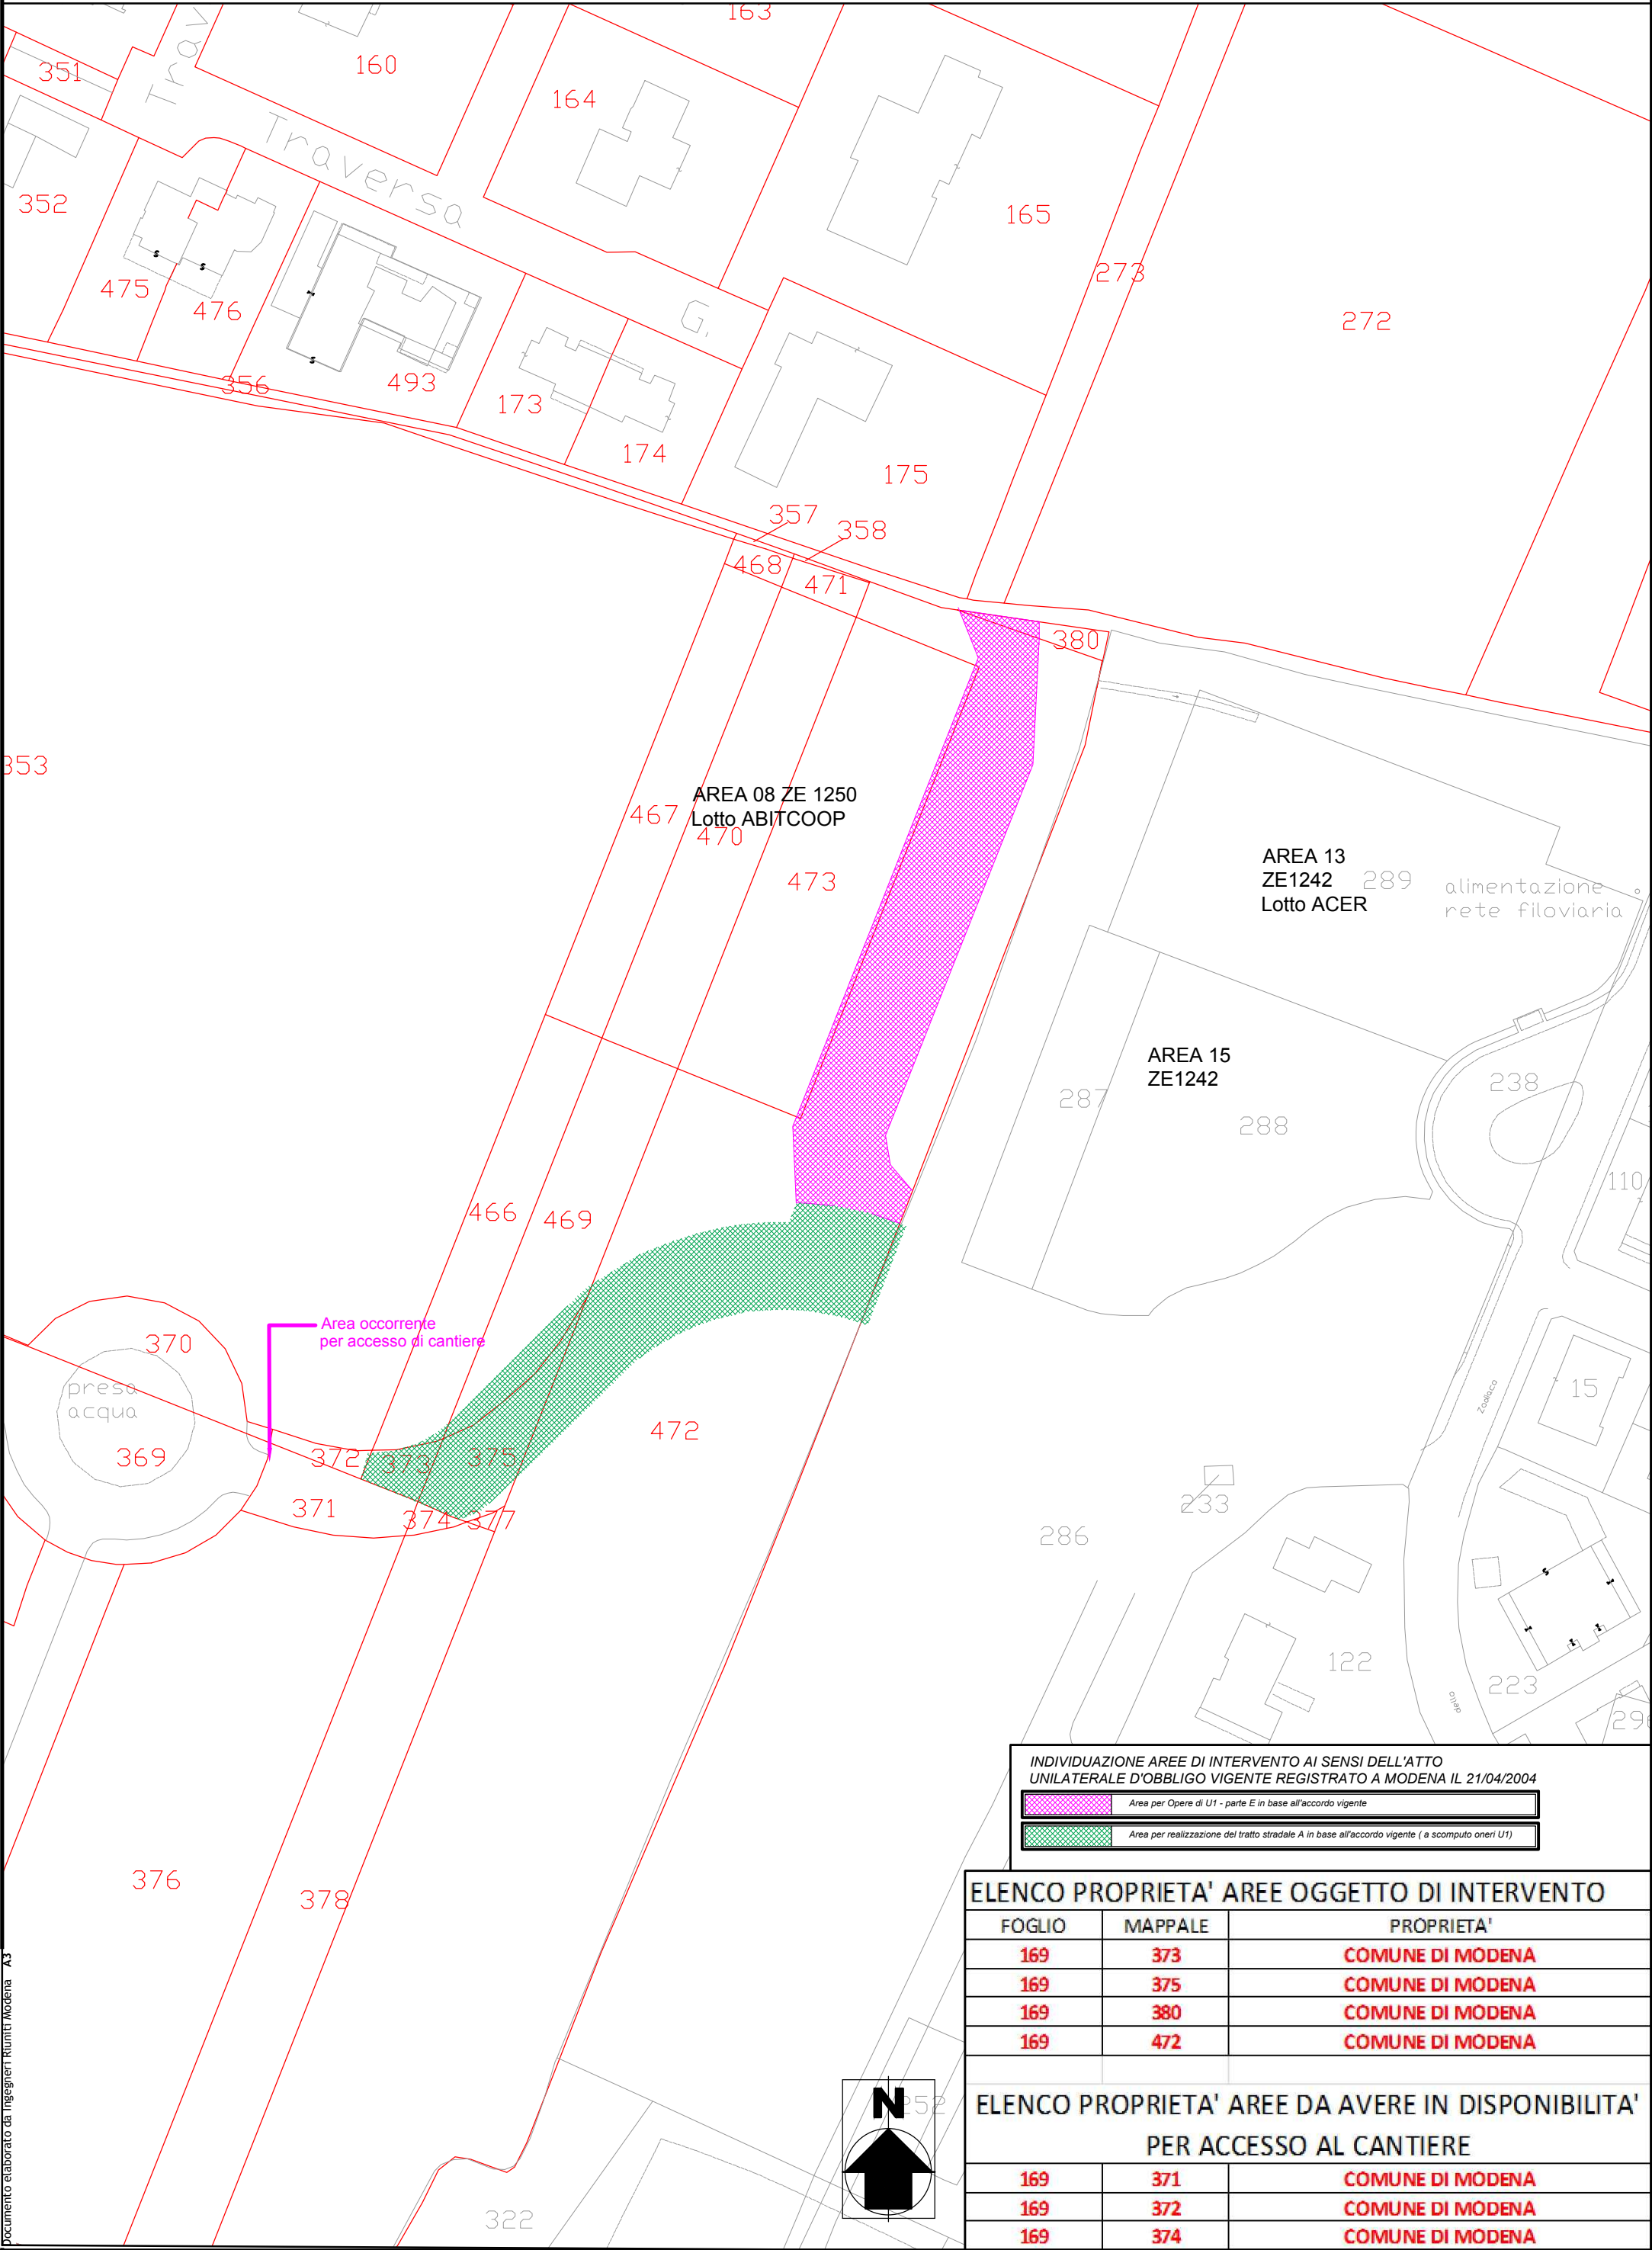 163
351
Trav
160
164
Traversa
352
165
475
476
273
G.
272
356
493
173
174
175
357
358
468
471
380
353
AREA 08 ZE 1250
Lotto ABITCOOP
467
470
473
AREA 13
ZE1242
Lotto ACER
289
alimentazione
rete filoviaria
AREA 15
ZE1242
287
288
238
110
466
469
Area occorrente
per accesso di cantiere
370
presa
acqua
369
372
373
375
472
371
374
377
15
Zodiaco
233
286
122
223
dello
29
INDIVIDUAZIONE AREE DI INTERVENTO AI SENSI DELL'ATTO
UNILATERALE D'OBBLIGO VIGENTE REGISTRATO A MODENA IL 21/04/2004
Area per Opere di U1 - parte E in base all'accordo vigente
Area per realizzazione del tratto stradale A in base all'accordo vigente ( a scomputo oneri U1)
376
378
ELENCO PROPRIETA' AREE OGGETTO DI INTERVENTO
FOGLIO MAPPALE PROPRIETA'
169 373 COMUNE DI MODENA
169 375 COMUNE DI MODENA
169 380 COMUNE DI MODENA
169 472 COMUNE DI MODENA
ELENCO PROPRIETA' AREE DA AVERE IN DISPONIBILITA'
PER ACCESSO AL CANTIERE
169 371 COMUNE DI MODENA
169 372 COMUNE DI MODENA
169 374 COMUNE DI MODENA
N
252
322
Documento elaborato da Ingegneri Riuniti Modena A3